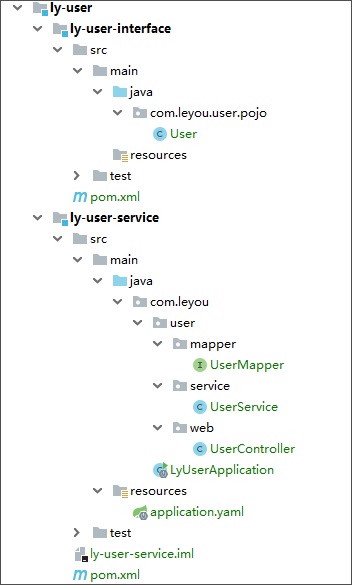 ly-user
ly-user-interface
src
main
java
com.leyou.user.pojo
User
resources
test
pom.xml
ly-user-service
src
main
java
com.leyou
user
mapper
UserMapper
service
UserService
web
UserController
LyUserApplication
resources
application.yaml
test
ly-user-service.iml
pom.xml